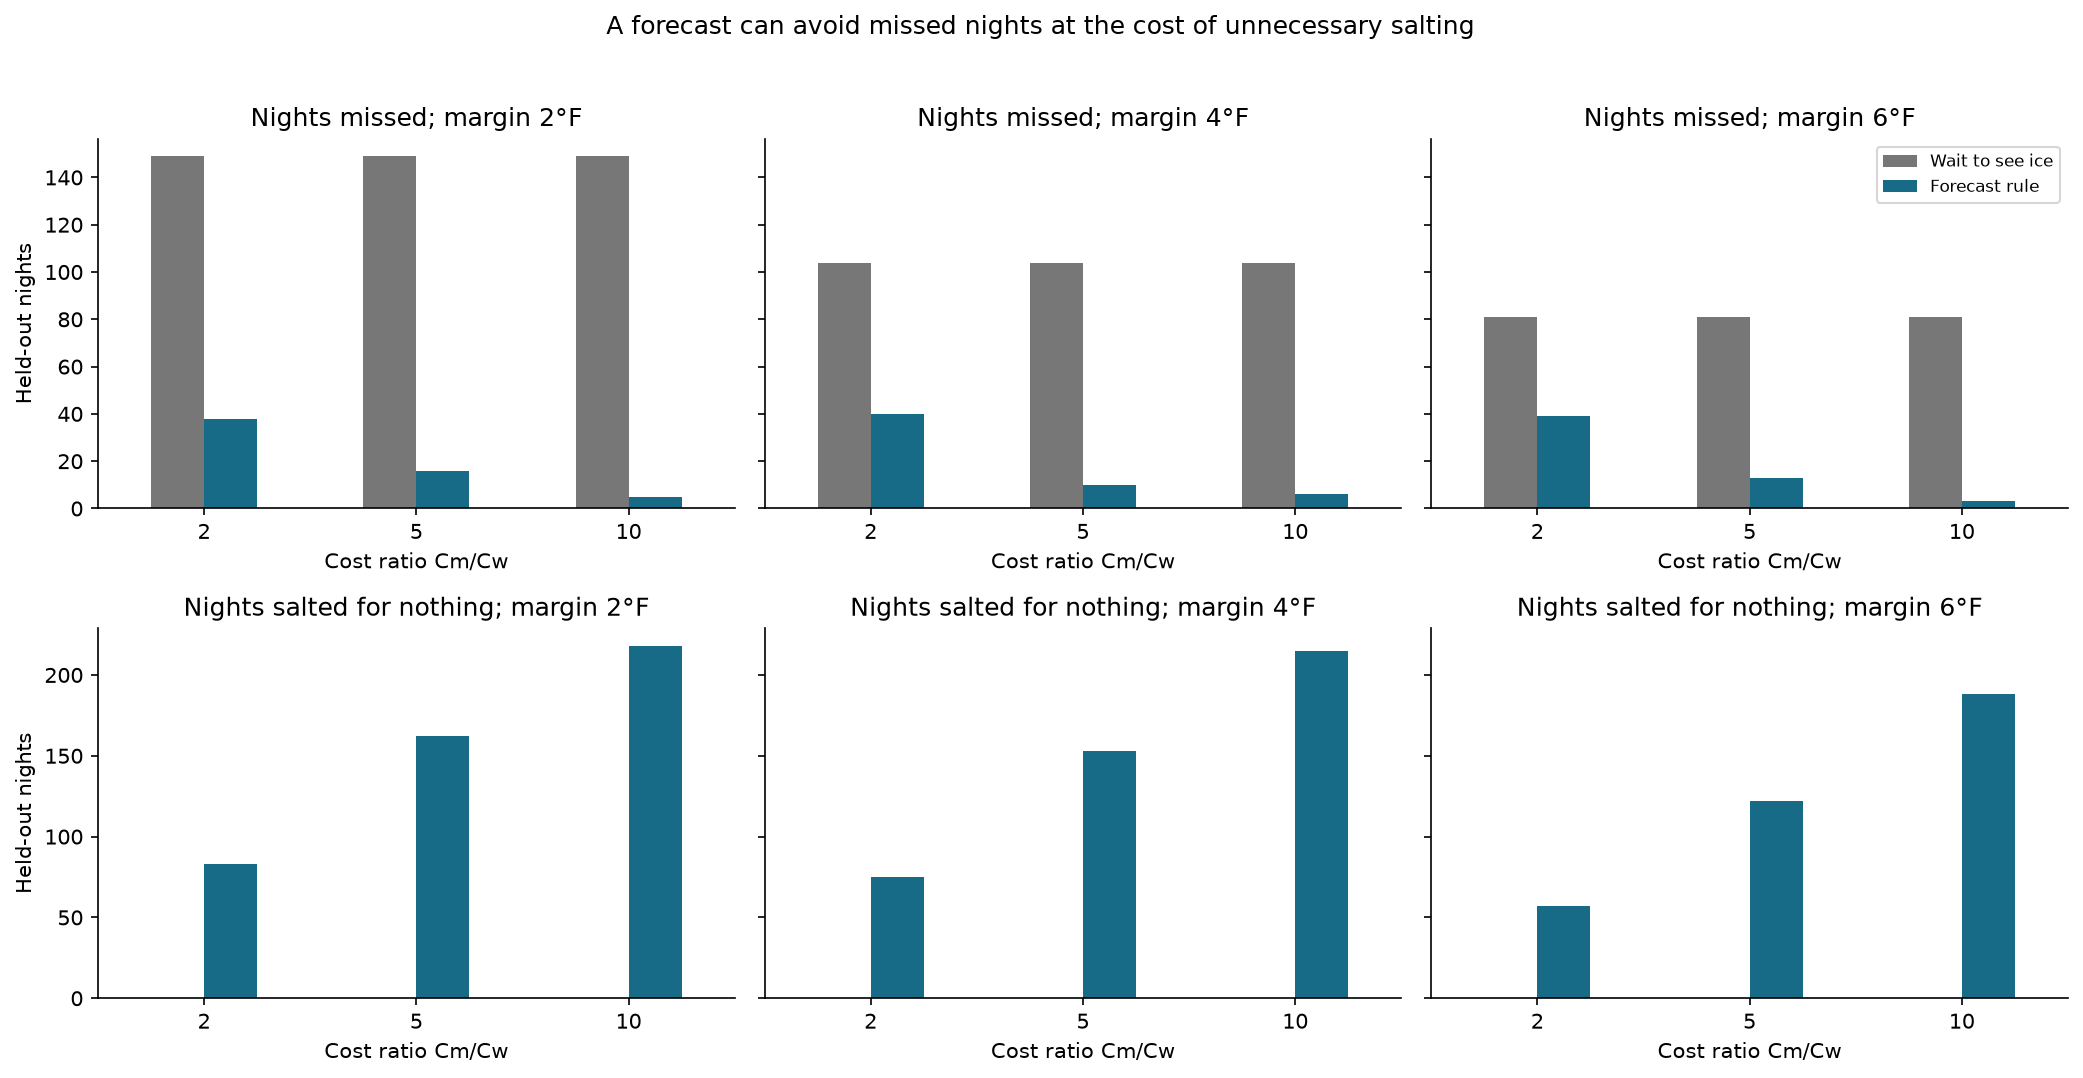 A forecast can avoid missed nights at the cost of unnecessary salting
Nights missed; margin 2°F
Held-out nights
140
120
100
80
60
40
20
0
2 5 10
Cost ratio Cm/Cw
Nights missed; margin 4°F
2 5 10
Cost ratio Cm/Cw
Nights missed; margin 6°F
Wait to see ice
Forecast rule
2 5 10
Cost ratio Cm/Cw
Nights salted for nothing; margin 2°F
Held-out nights
200
150
100
50
0
2 5 10
Cost ratio Cm/Cw
Nights salted for nothing; margin 4°F
2 5 10
Cost ratio Cm/Cw
Nights salted for nothing; margin 6°F
2 5 10
Cost ratio Cm/Cw